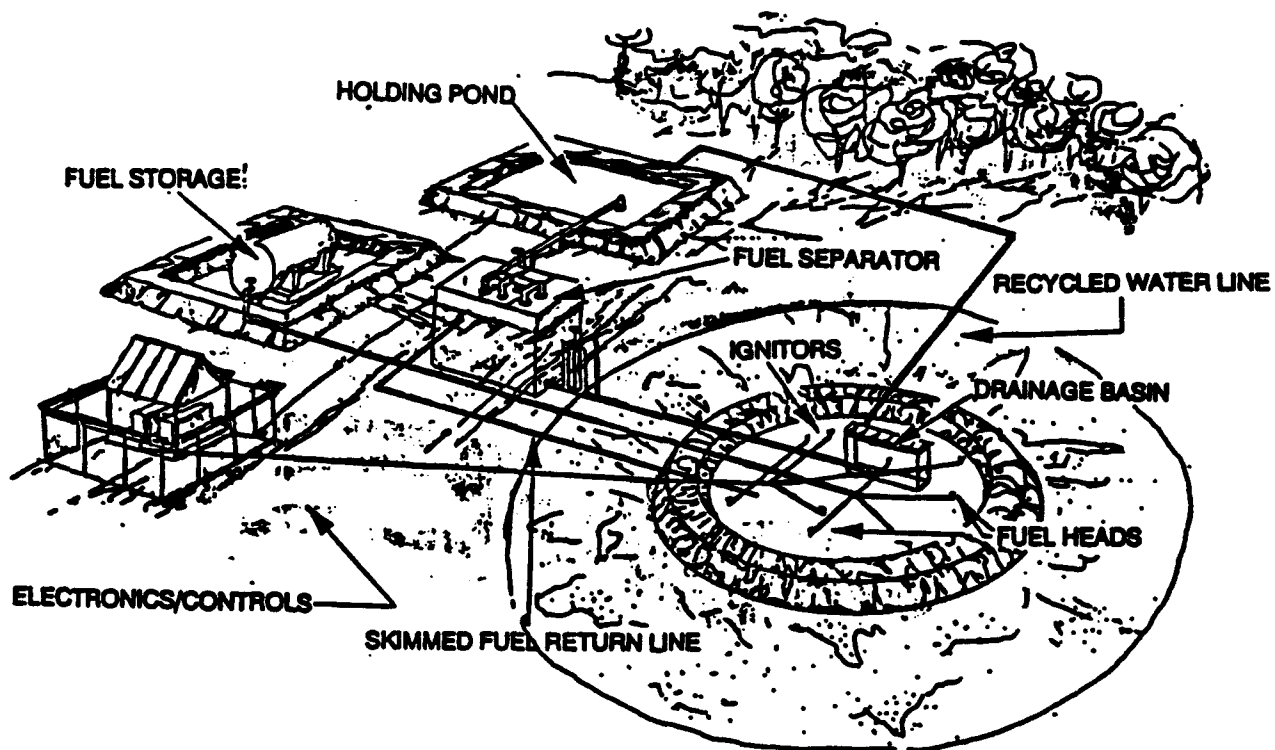 HOLDING POND
FUEL STORAGE!
FUEL SEPARATOR
RECYCLED WATER LINE
IGNITORS
DRAINAGE BASIN
FUEL HEADS
ELECTRONICS/CONTROLS
SKIMMED FUEL RETURN LINE